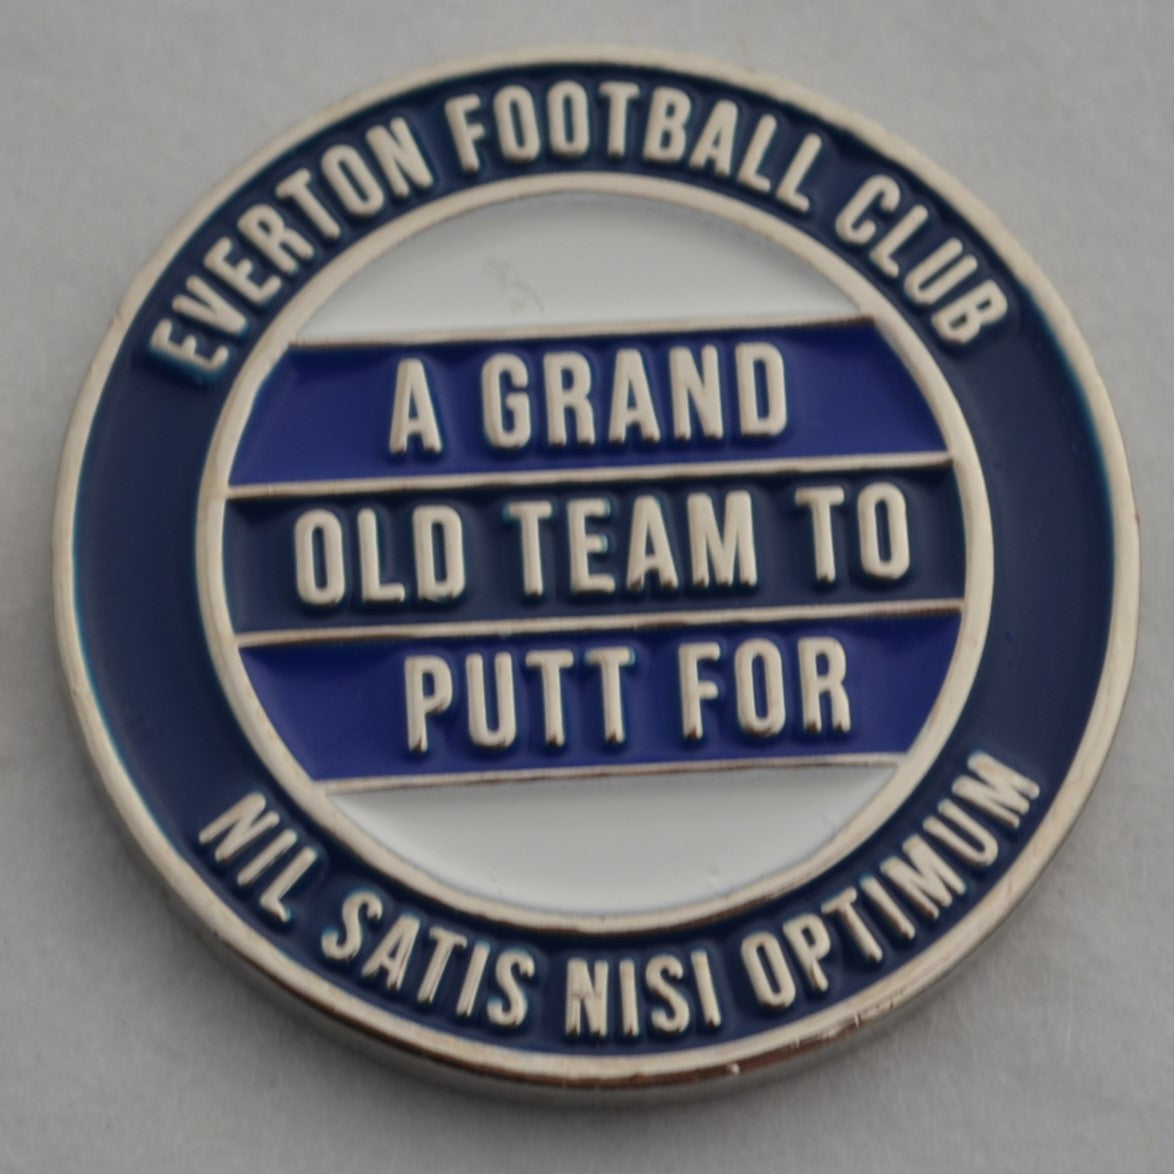 EVERTON FOOTBALL CLUB
A GRAND
OLD TEAM TO
PUTT FOR
NIL SATIS NISI OPTIMUM